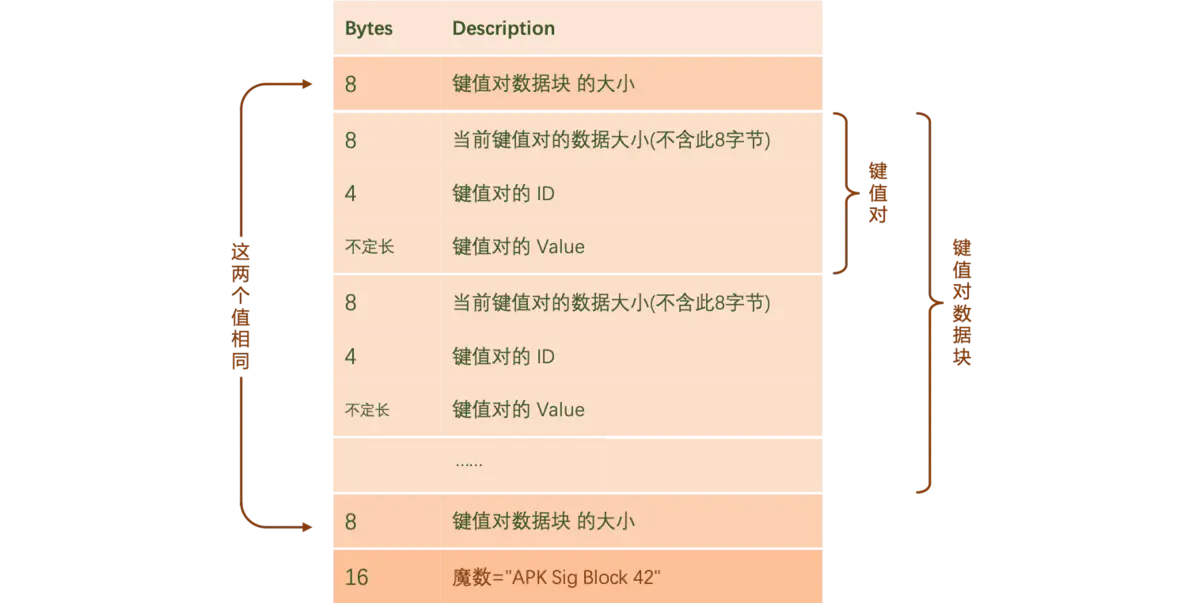 Bytes Description
8 键值对数据块 的大小
8 当前键值对的数据大小(不含此8字节)
4 键值对的 ID
不定长 键值对的 Value
8 当前键值对的数据大小(不含此8字节)
4 键值对的 ID
不定长 键值对的 Value
……
8 键值对数据块 的大小
16 魔数="APK Sig Block 42"
这两个值相同
键值对
键值对数据块